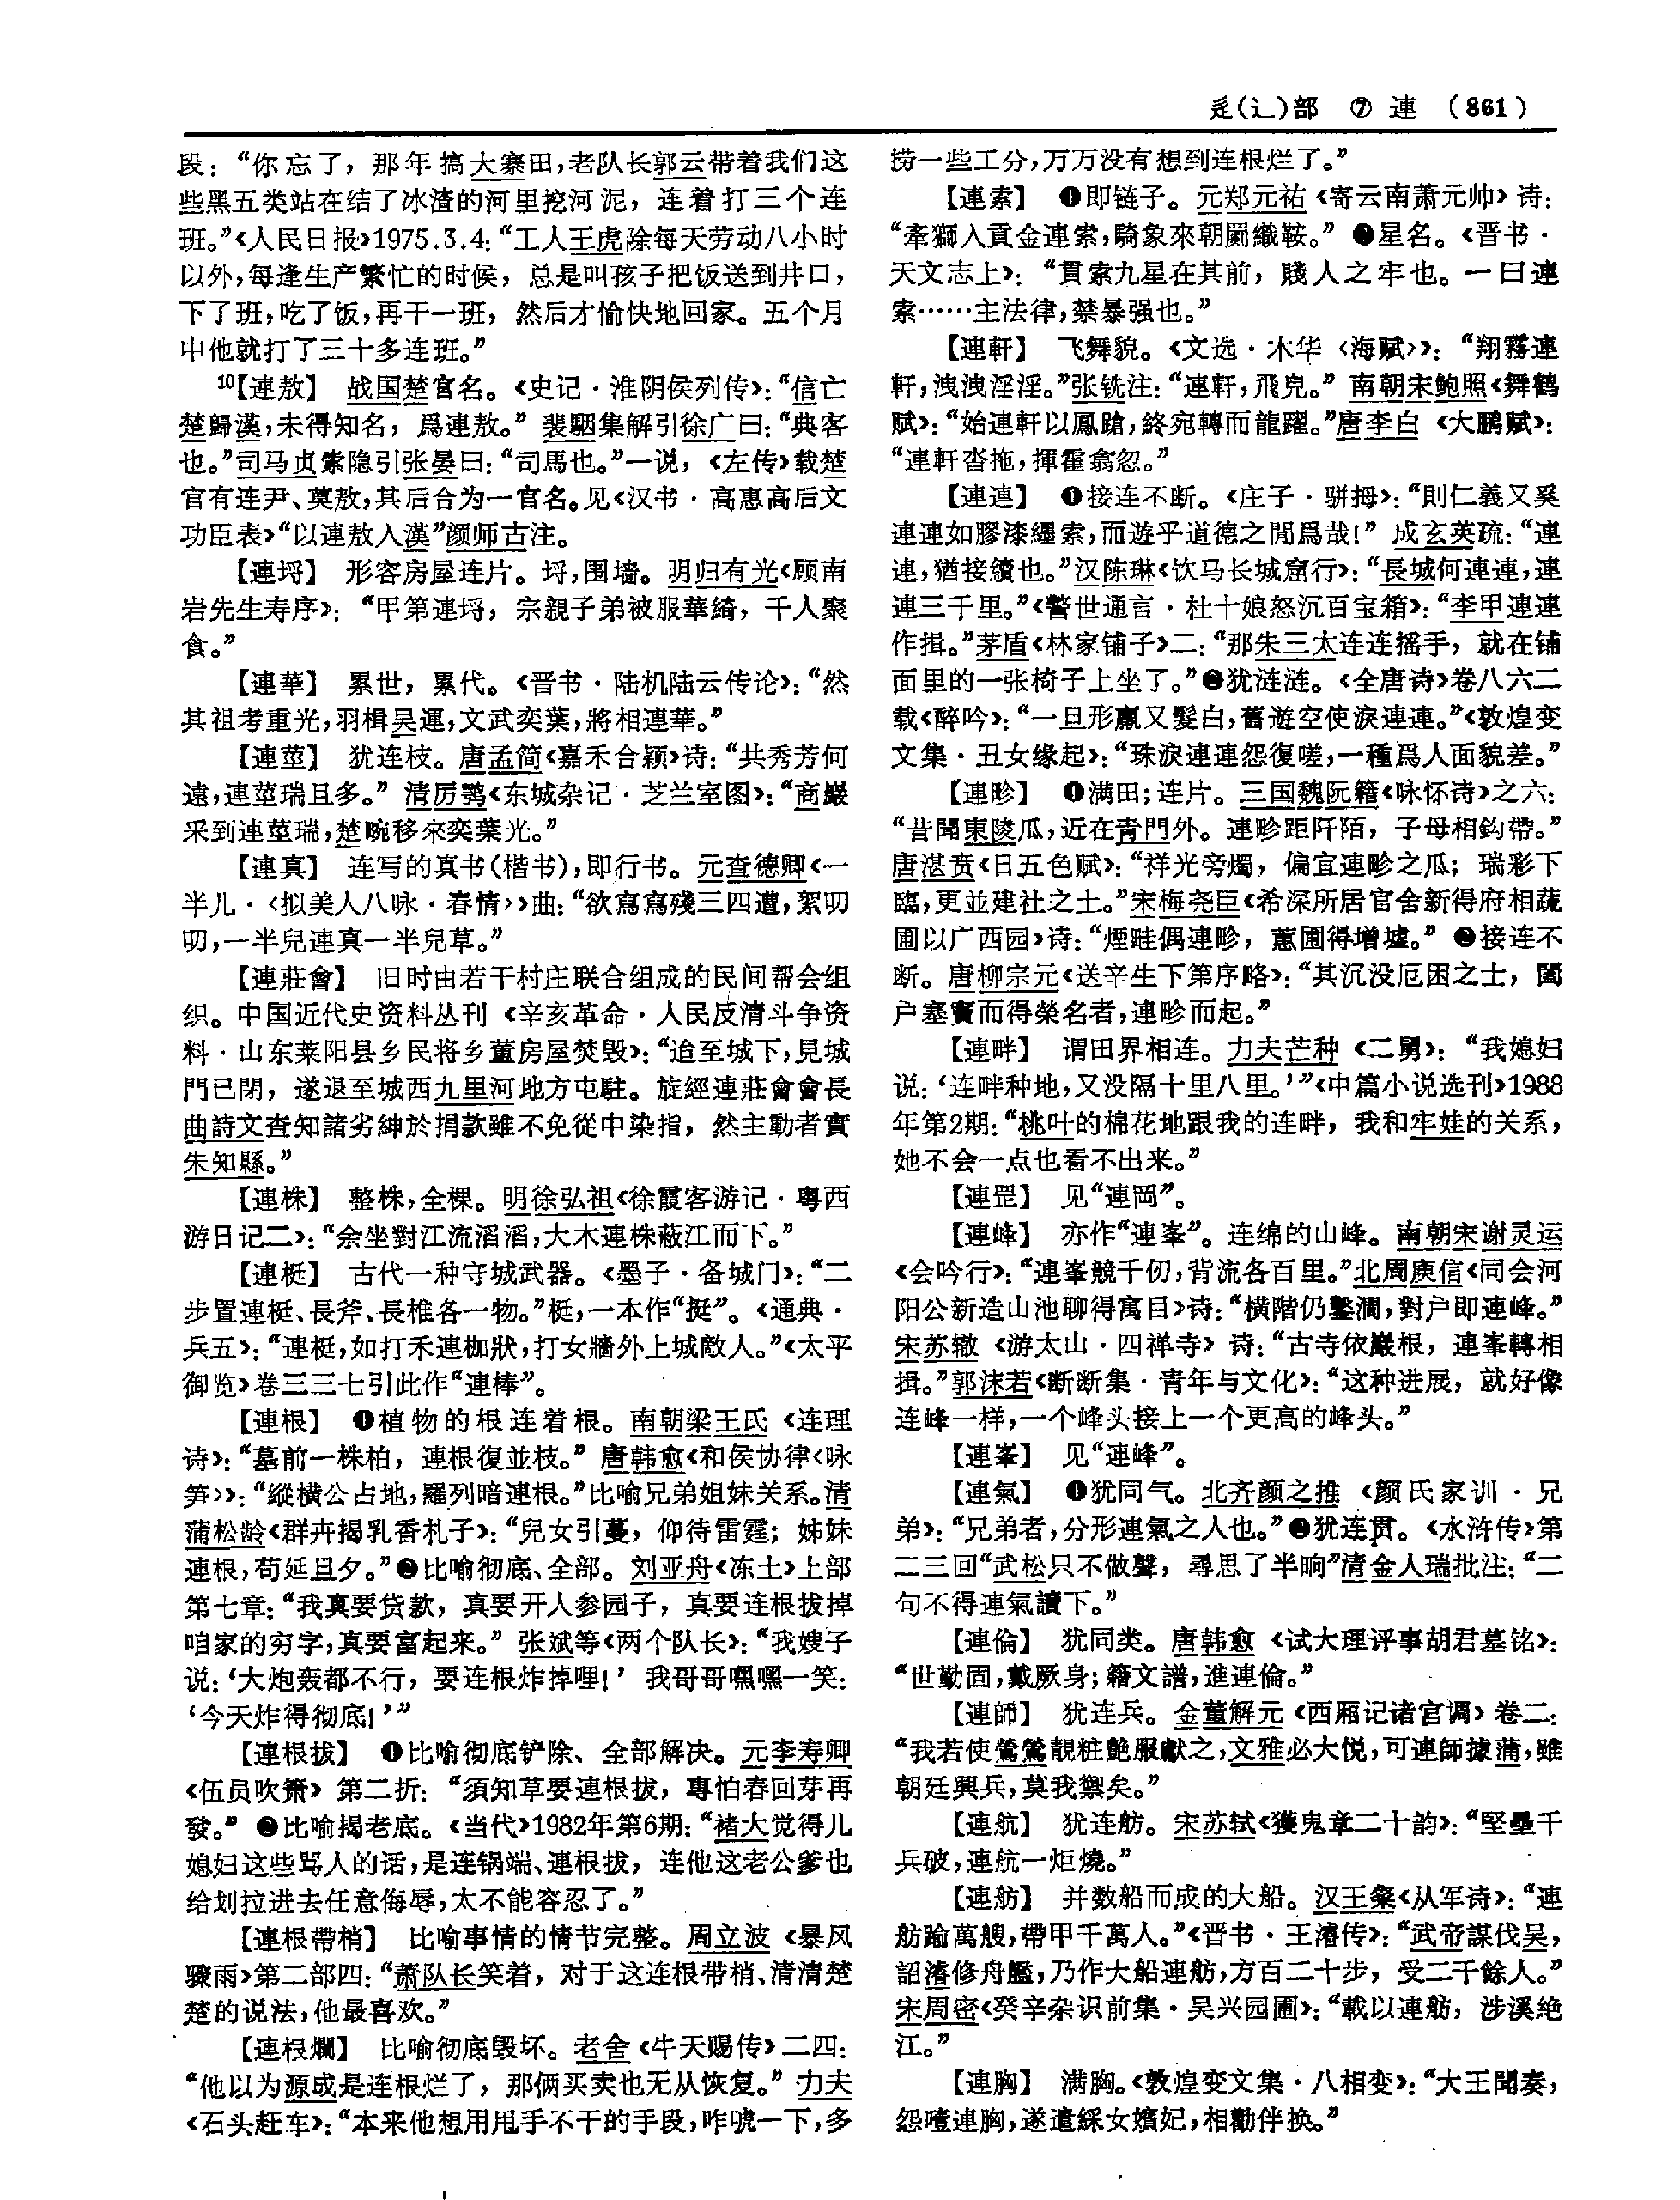 辵(辶)部 ⑦ 連 (861)
段：“你忘了，那年搞大寨田，老队长郭云带着我们这
些黑五类站在结了冰渣的河里挖河泥，连着打三个连
班。”《人民日报》1975.3.4：“工人王虎除每天劳动八小时
以外，每逢生产繁忙的时候，总是叫孩子把饭送到井口，
下了班，吃了饭，再干一班，然后才愉快地回家。五个月
中他就打了三十多连班。”
10【連敖】 战国楚官名。《史记·淮阴侯列传》：“信亡
楚歸漢，未得知名，爲連敖。”裴駰集解引徐广曰：“典客
也。”司马贞索隐引张晏曰：“司馬也。”一说，《左传》载楚
官有连尹、莫敖，其后合为一官名。见《汉书·高惠高后文
功臣表》“以連敖入漢”颜师古注。
【連埒】 形容房屋连片。埒，围墙。明归有光《顾南
岩先生寿序》：“甲第連埒，宗親子弟被服華綺，千人聚
食。”
【連華】 累世，累代。《晋书·陆机陆云传论》：“然
其祖考重光，羽楫吴運，文武奕葉，將相連華。”
【連莖】 犹连枝。唐孟简《嘉禾合颖》诗：“共秀芳何
遠，連莖瑞且多。”清厉鹗《东城杂记·芝兰室图》：“商巖
采到連莖瑞，楚畹移來奕葉光。”
【連真】 连写的真书（楷书），即行书。元查德卿《一
半儿·〈拟美人八咏·春情〉》曲：“欲寫寫殘三四遭，絮叨
叨，一半兒連真一半兒草。”
【連莊會】 旧时由若干村庄联合组成的民间帮会组
织。中国近代史资料丛刊《辛亥革命·人民反清斗争资
料·山东莱阳县乡民将乡董房屋焚毁》：“追至城下，見城
門已閉，遂退至城西九里河地方屯駐。旋經連莊會會長
曲詩文查知諸劣紳於捐款雖不免從中染指，然主動者實
朱知縣。”
【連株】 整株，全棵。明徐弘祖《徐霞客游记·粤西
游日记二》：“余坐對江流滔滔，大木連株蔽江而下。”
【連梃】 古代一种守城武器。《墨子·备城门》：“二
步置連梃、長斧、長椎各一物。”梃，一本作“挺”。《通典·
兵五》：“連梃，如打禾連枷狀，打女牆外上城敵人。”《太平
御览》卷三三七引此作“連棒”。
【連根】 ❶植物的根连着根。南朝梁王氏《连理
诗》：“墓前一株柏，連根復並枝。”唐韩愈《和侯协律〈咏
笋〉》：“縱横公占地，羅列暗連根。”比喻兄弟姐妹关系。清
蒲松龄《群卉揭乳香札子》：“兒女引蔓，仰待雷霆；姊妹
連根，苟延旦夕。”❷比喻彻底、全部。刘亚舟《冻土》上部
第七章：“我真要贷款，真要开人参园子，真要连根拔掉
咱家的穷字，真要富起来。”张斌等《两个队长》：“我嫂子
说：‘大炮轰都不行，要连根炸掉哩！’我哥哥嘿嘿一笑：
‘今天炸得彻底！’”
【連根拔】 ❶比喻彻底铲除、全部解决。元李寿卿
《伍员吹箫》第二折：“須知草要連根拔，專怕春回芽再
發。”❷比喻揭老底。《当代》1982年第6期：“褚大觉得儿
媳妇这些骂人的话，是连锅端、連根拔，连他这老公爹也
给划拉进去任意侮辱，太不能容忍了。”
【連根帶梢】 比喻事情的情节完整。周立波《暴风
骤雨》第二部四：“萧队长笑着，对于这连根带梢、清清楚
楚的说法，他最喜欢。”
【連根爛】 比喻彻底毁坏。老舍《牛天赐传》二四：
“他以为源成是连根烂了，那俩买卖也无从恢复。”力夫
《石头赶车》：“本来他想用甩手不干的手段，咋唬一下，多
捞一些工分，万万没有想到连根烂了。”
【連索】 ❶即链子。元郑元祐《寄云南萧元帅》诗：
“牽獅入貢金連索，騎象來朝罽織鞍。”❷星名。《晋书·
天文志上》：“貫索九星在其前，賤人之牢也。一曰連
索……主法律，禁暴强也。”
【連軒】 飞舞貌。《文选·木华〈海赋〉》：“翔霧連
軒，洩洩淫淫。”张铣注：“連軒，飛皃。”南朝宋鲍照《舞鹤
赋》：“始連軒以鳳蹌，終宛轉而龍躍。”唐李白《大鹏赋》：
“連軒沓拖，揮霍翕忽。”
【連連】 ❶接连不断。《庄子·骈拇》：“則仁義又奚
連連如膠漆纆索，而遊乎道德之間爲哉！”成玄英疏：“連
連，猶接續也。”汉陈琳《饮马长城窟行》：“長城何連連，連
連三千里。”《警世通言·杜十娘怒沉百宝箱》：“李甲連連
作揖。”茅盾《林家铺子》二：“那朱三太连连摇手，就在铺
面里的一张椅子上坐了。”❷犹涟涟。《全唐诗》卷八六二
载《醉吟》：“一旦形羸又髮白，舊遊空使淚連連。”《敦煌变
文集·丑女缘起》：“珠淚連連怨復嗟，一種爲人面貌差。”
【連畛】 ❶满田；连片。三国魏阮籍《咏怀诗》之六：
“昔聞東陵瓜，近在青門外。連畛距阡陌，子母相鈎帶。”
唐湛贲《日五色赋》：“祥光旁燭，偏宜連畛之瓜；瑞彩下
臨，更並建社之土。”宋梅尧臣《希深所居官舍新得府相蔬
圃以广西园》诗：“煙畦偶連畛，蕙圃得增墟。”❷接连不
断。唐柳宗元《送辛生下第序略》：“其沉没厄困之士，闔
户塞竇而得榮名者，連畛而起。”
【連畔】 谓田界相连。力夫芒种《二舅》：“我媳妇
说：‘连畔种地，又没隔十里八里。’”《中篇小说选刊》1988
年第2期：“桃叶的棉花地跟我的连畔，我和牢娃的关系，
她不会一点也看不出来。”
【連罡】 见“連岡”。
【連峰】 亦作“連峯”。连绵的山峰。南朝宋谢灵运
《会吟行》：“連峯競千仞，背流各百里。”北周庾信《同会河
阳公新造山池聊得寓目》诗：“横階仍鑿澗，對户即連峰。”
宋苏辙《游太山·四禅寺》诗：“古寺依巖根，連峯轉相
揖。”郭沫若《断断集·青年与文化》：“这种进展，就好像
连峰一样，一个峰头接上一个更高的峰头。”
【連峯】 见“連峰”。
【連氣】 ❶犹同气。北齐颜之推《颜氏家训·兄
弟》：“兄弟者，分形連氣之人也。”❷犹连贯。《水浒传》第
二三回“武松只不做聲，尋思了半晌”清金人瑞批注：“二
句不得連氣讀下。”
【連倫】 犹同类。唐韩愈《试大理评事胡君墓铭》：
“世勤固，戴厥身；籍文譜，進連倫。”
【連師】 犹连兵。金董解元《西厢记诸宫调》卷二：
“我若使鶯鶯靚粧艷服獻之，文雅必大悦，可連師據蒲，雖
朝廷興兵，莫我禦矣。”
【連航】 犹连舫。宋苏轼《獲鬼章二十韵》：“堅壘千
兵破，連航一炬燒。”
【連舫】 并数船而成的大船。汉王粲《从军诗》：“連
舫踰萬艘，帶甲千萬人。”《晋书·王濬传》：“武帝謀伐吴，
詔濬修舟艦，乃作大船連舫，方百二十步，受二千餘人。”
宋周密《癸辛杂识前集·吴兴园圃》：“載以連舫，涉溪绝
江。”
【連胸】 满胸。《敦煌变文集·八相变》：“大王聞奏，
怨噎連胸，遂遣綵女嬪妃，相勸伴换。”